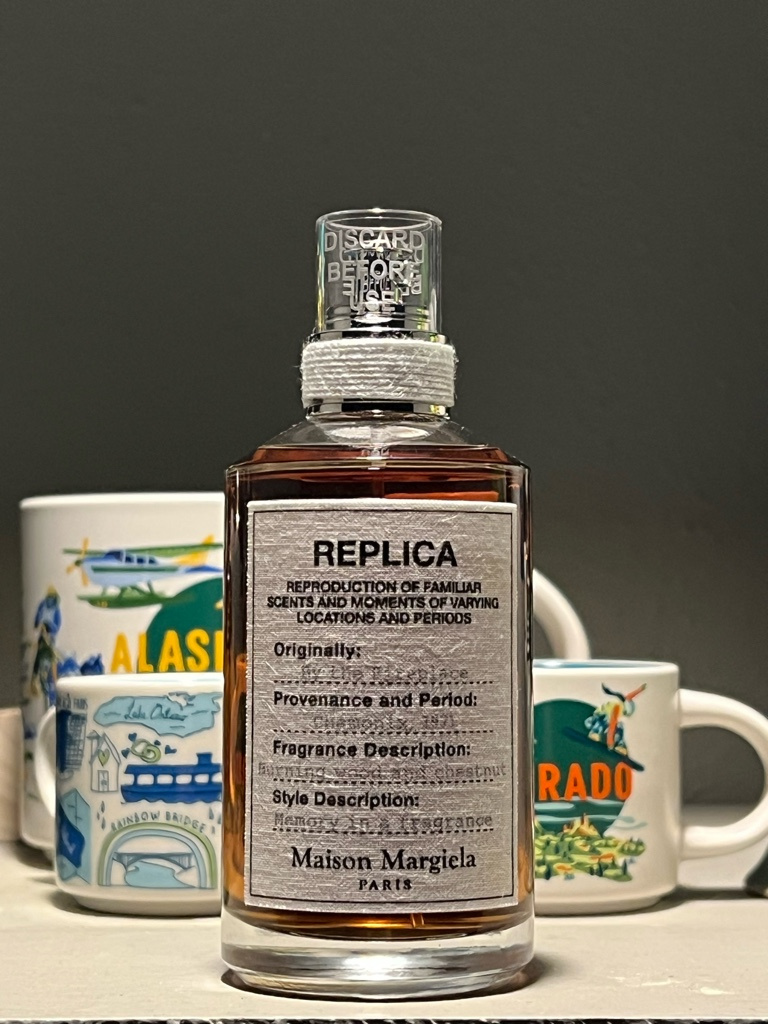 DISCARD
BEFORE
USE
REPLICA
REPRODUCTION OF FAMILIAR
SCENTS AND MOMENTS OF VARYING
LOCATIONS AND PERIODS
Originally:
By the Fireplace
Provenance and Period:
Chamonix, 1971
Fragrance Description:
Burning wood and chestnut
Style Description:
Memory in a fragrance
Maison Margiela
PARIS
ALASK
RAINBOW BRIDGE
RADO